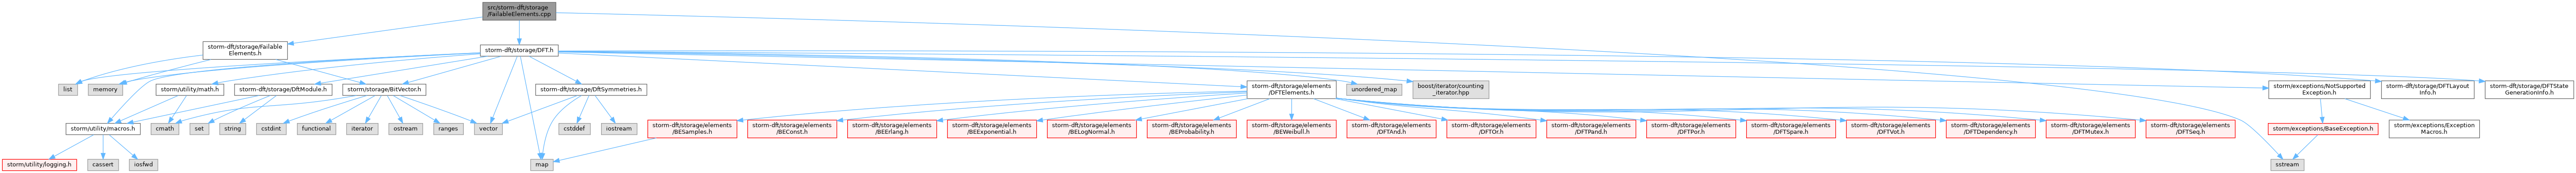 src/storm-dft/storage
/FailableElements.cpp
storm-dft/storage/Failable
Elements.h
storm-dft/storage/DFT.h
list
memory
storm/utility/math.h
storm-dft/storage/DftModule.h
storm/storage/BitVector.h
storm-dft/storage/DftSymmetries.h
storm-dft/storage/elements
/DFTElements.h
unordered_map
boost/iterator/counting
_iterator.hpp
storm/exceptions/NotSupported
Exception.h
storm-dft/storage/DFTLayout
Info.h
storm-dft/storage/DFTState
GenerationInfo.h
storm/utility/macros.h
cmath
set
string
cstdint
functional
iterator
ostream
ranges
vector
cstddef
iostream
storm-dft/storage/elements
/BESamples.h
storm-dft/storage/elements
/BEConst.h
storm-dft/storage/elements
/BEErlang.h
storm-dft/storage/elements
/BEExponential.h
storm-dft/storage/elements
/BELogNormal.h
storm-dft/storage/elements
/BEProbability.h
storm-dft/storage/elements
/BEWeibull.h
storm-dft/storage/elements
/DFTAnd.h
storm-dft/storage/elements
/DFTOr.h
storm-dft/storage/elements
/DFTPand.h
storm-dft/storage/elements
/DFTPor.h
storm-dft/storage/elements
/DFTSpare.h
storm-dft/storage/elements
/DFTVot.h
storm-dft/storage/elements
/DFTDependency.h
storm-dft/storage/elements
/DFTMutex.h
storm-dft/storage/elements
/DFTSeq.h
storm/exceptions/BaseException.h
storm/exceptions/Exception
Macros.h
storm/utility/logging.h
cassert
iosfwd
map
sstream